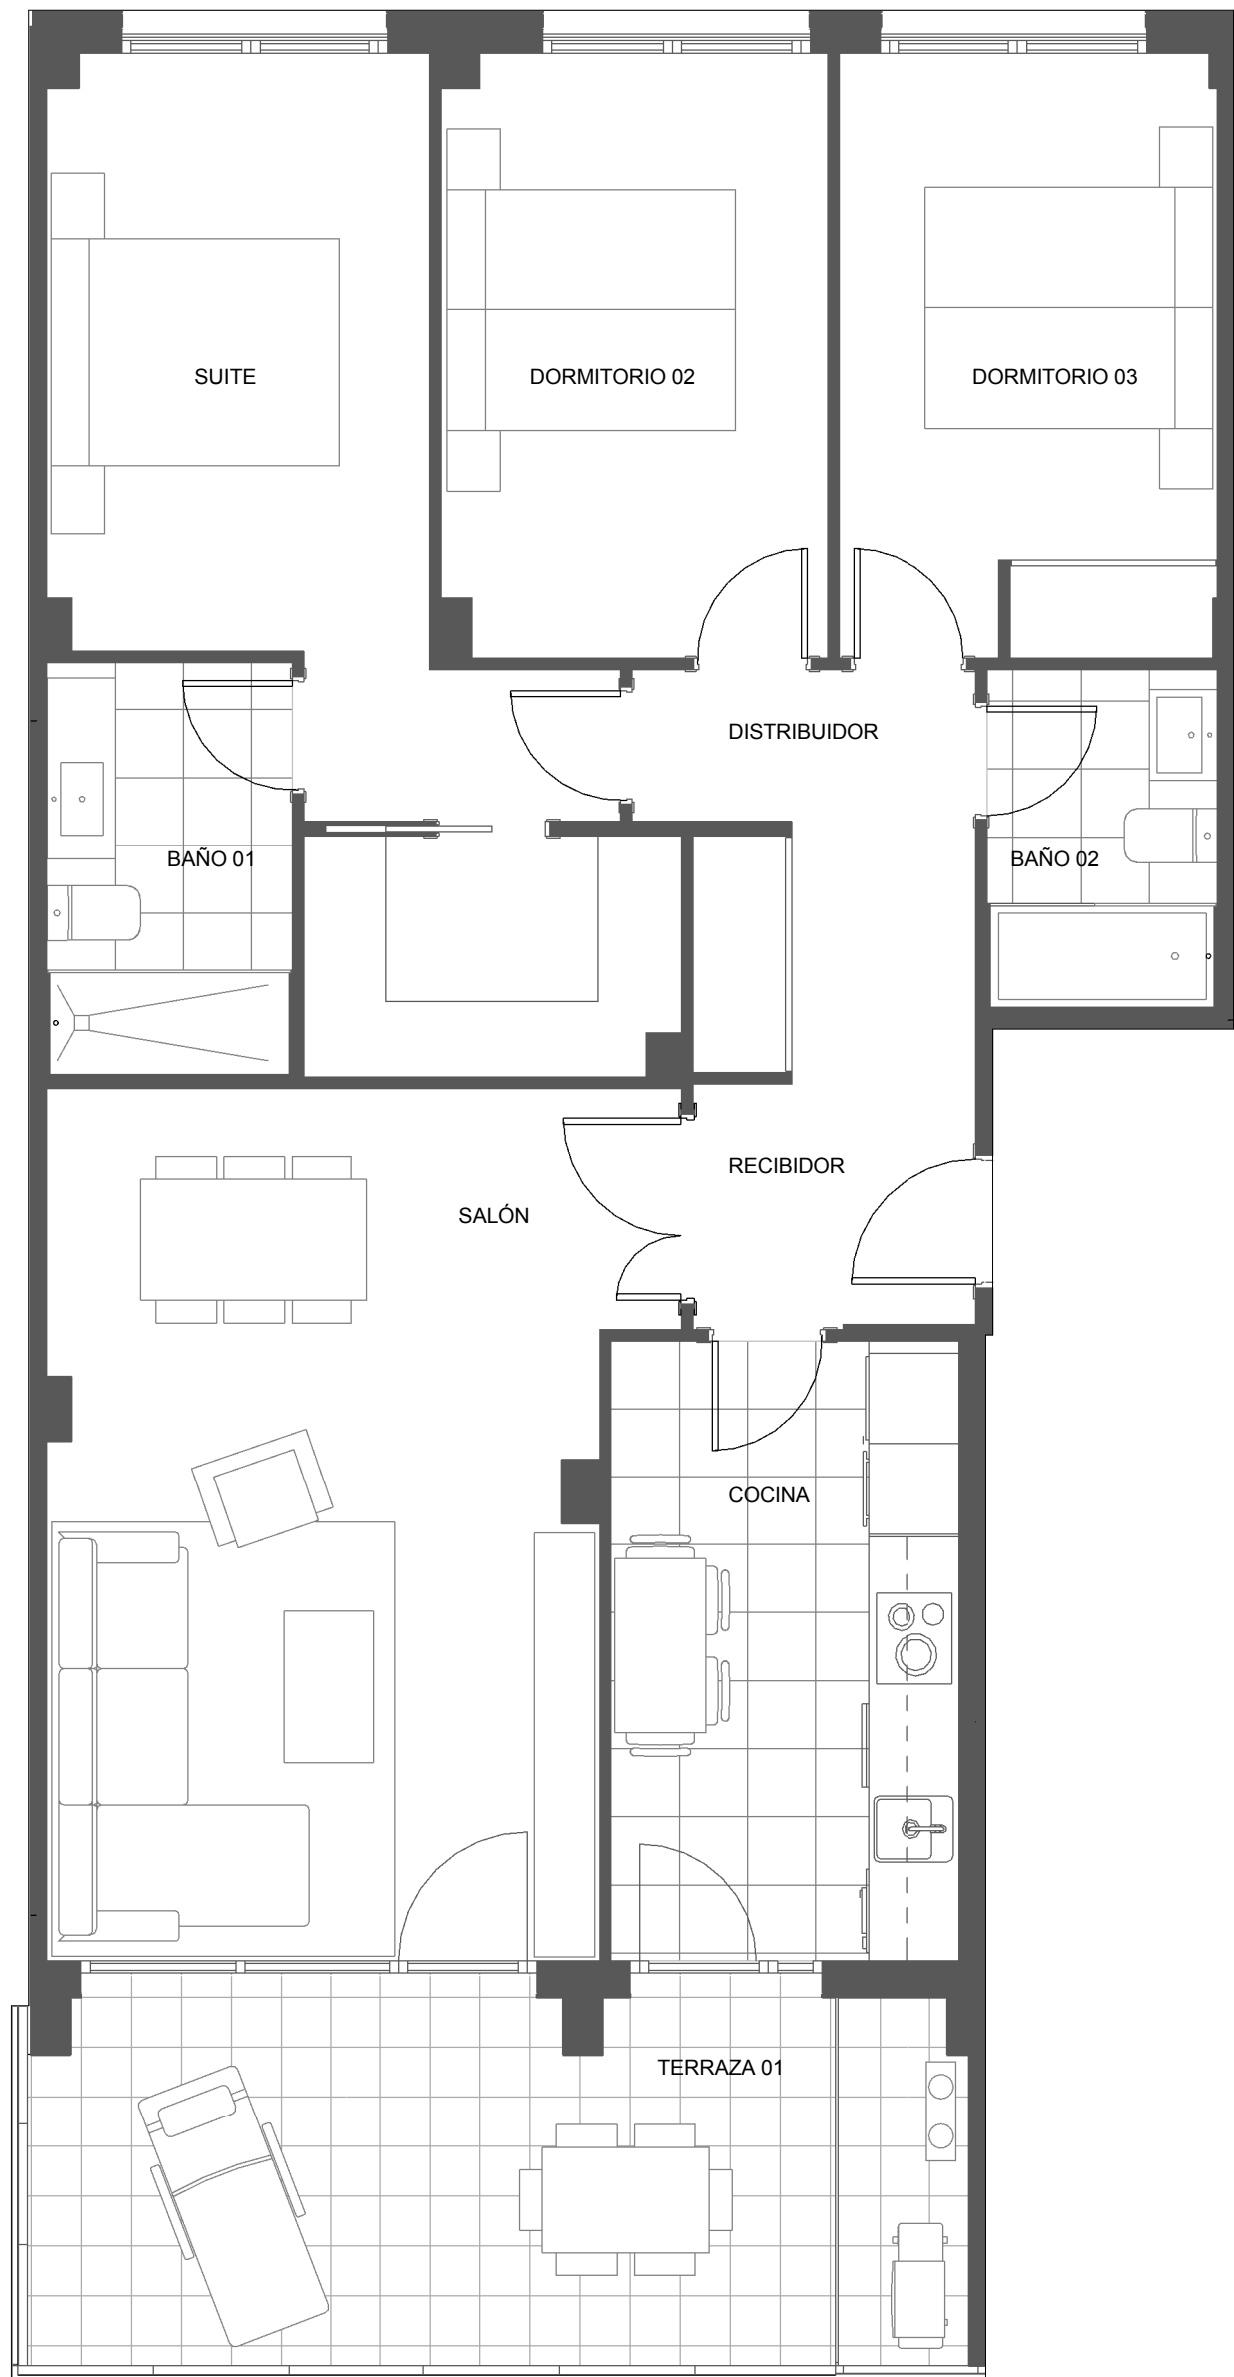 SUITE
DORMITORIO 02
DORMITORIO 03
DISTRIBUIDOR
BAÑO 01
BAÑO 02
RECIBIDOR
SALÓN
COCINA
TERRAZA 01